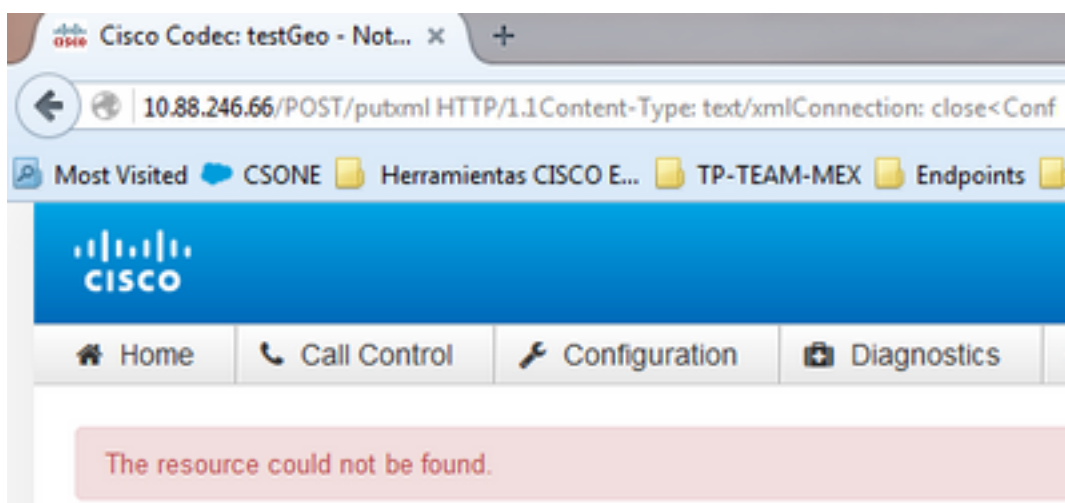 cisco Cisco Codec: testGeo - Not... × +
10.88.246.66/POST/putxml HTTP/1.1Content-Type: text/xmlConnection: close<Conf
Most Visited CSONE Herramientas CISCO E... TP-TEAM-MEX Endpoints
CISCO
Home Call Control Configuration Diagnostics
The resource could not be found.